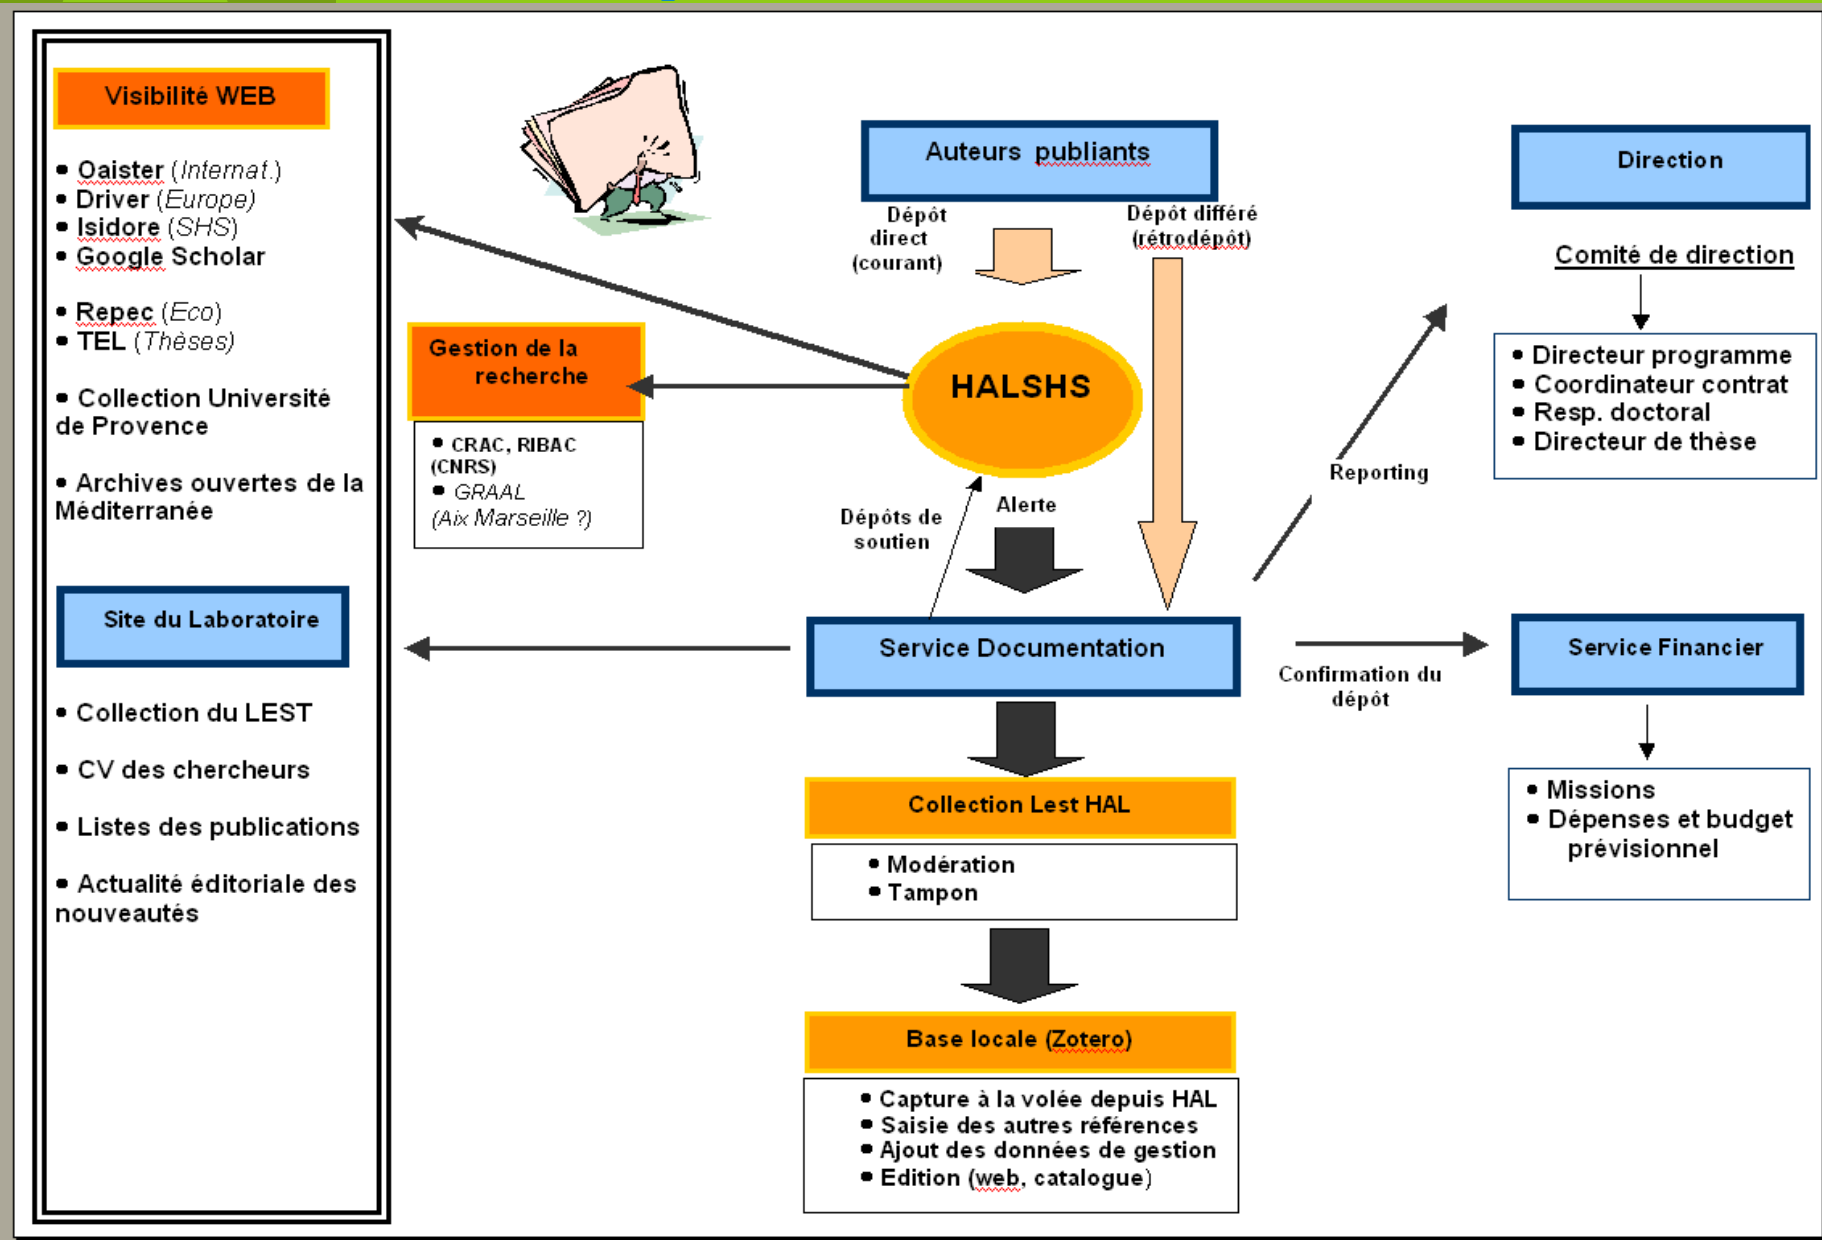 Visibilité WEB
• Oaister (Internat.)
• Driver (Europe)
• Isidore (SHS)
• Google Scholar
• Repec (Eco)
• TEL (Thèses)
• Collection Université
de Provence
• Archives ouvertes de la
Méditerranée
Site du Laboratoire
• Collection du LEST
• CV des chercheurs
• Listes des publications
• Actualité éditoriale des
nouveautés
Gestion de la
recherche
• CRAC, RIBAC
(CNRS)
• GRAAL
(Aix Marseille ?)
Auteurs publiants
Dépôt
direct
(courant)
Dépôt différé
(rétrodépôt)
HALSHS
Dépôts de
soutien
Alerte
Service Documentation
Collection Lest HAL
• Modération
• Tampon
Base locale (Zotero)
• Capture à la volée depuis HAL
• Saisie des autres références
• Ajout des données de gestion
• Edition (web, catalogue)
Direction
Comité de direction
• Directeur programme
• Coordinateur contrat
• Resp. doctoral
• Directeur de thèse
Reporting
Confirmation du
dépôt
Service Financier
• Missions
• Dépenses et budget
prévisionnel